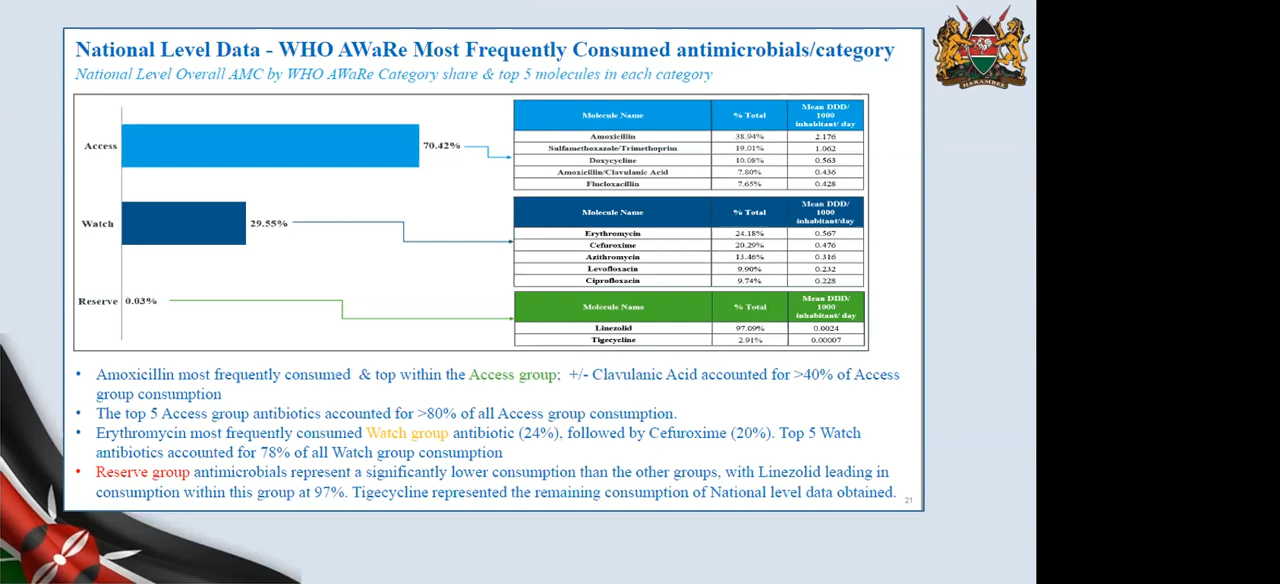 National Level Data - WHO AWaRe Most Frequently Consumed antimicrobials/category
National Level Overall AMC by WHO AWaRe Category share & top 5 molecules in each category
Access 70.42%
Watch 29.55%
Reserve 0.03%
Molecule Name % Total Mean DDD/ 1000 inhabitant/ day
Amoxicillin 38.94% 2.176
Sulfamethoxazole/Trimethoprim 19.01% 1.062
Doxycycline 10.08% 0.563
Amoxicillin/Clavulanic Acid 7.80% 0.436
Flucloxacillin 7.65% 0.428
Molecule Name % Total Mean DDD/ 1000 inhabitant/day
Erythromycin 24.18% 0.567
Cefuroxime 20.29% 0.476
Azithromycin 13.46% 0.316
Levofloxacin 9.90% 0.232
Ciprofloxacin 9.74% 0.228
Molecule Name % Total Mean DDD/ 1000 inhabitant/ day
Linezolid 97.09% 0.0024
Tigecycline 2.91% 0.00007
• Amoxicillin most frequently consumed & top within the Access group; +/- Clavulanic Acid accounted for >40% of Access
group consumption
• The top 5 Access group antibiotics accounted for >80% of all Access group consumption.
• Erythromycin most frequently consumed Watch group antibiotic (24%), followed by Cefuroxime (20%). Top 5 Watch
antibiotics accounted for 78% of all Watch group consumption
• Reserve group antimicrobials represent a significantly lower consumption than the other groups, with Linezolid leading in
consumption within this group at 97%. Tigecycline represented the remaining consumption of National level data obtained.
21
HARAMBEE